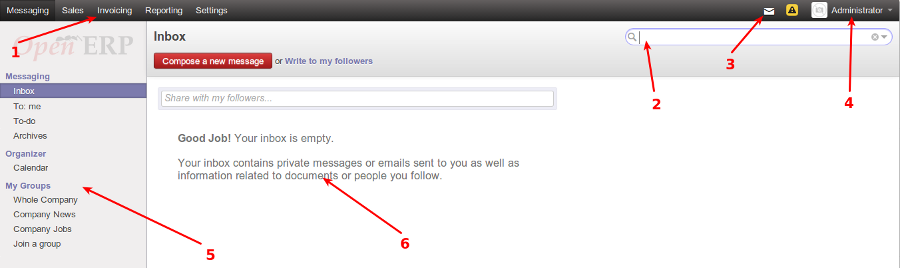 Messaging Sales Invoicing Reporting Settings Administrator
1
Open ERP
Inbox
2
3
4
Compose a new message or Write to my followers
Messaging
Inbox
To: me
To-do
Archives
Organizer
Calendar
My Groups
Whole Company
Company News
Company Jobs
Join a group
5
Share with my followers...
Good Job! Your inbox is empty.
Your inbox contains private messages or emails sent to you as well as
information related to documents or people you follow.
6